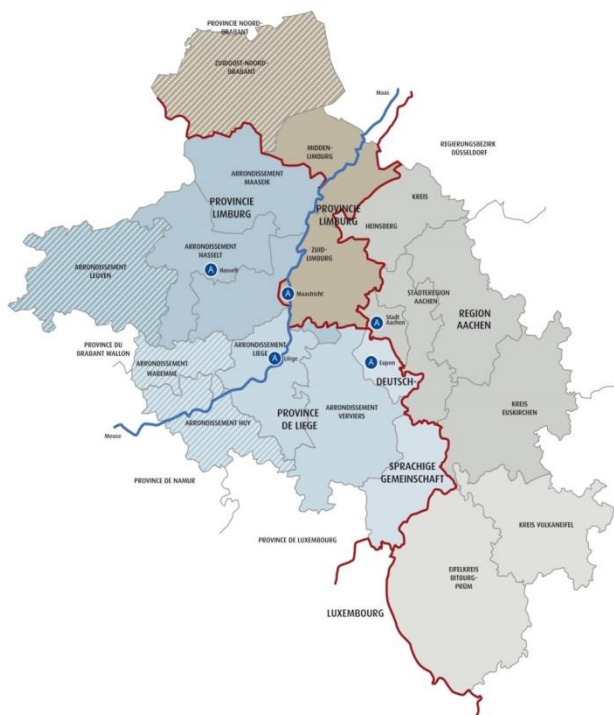 PROVINCIE NOORD-
BRABANT
ZUIDOOST-NOORD-
BRABANT
Maas
MIDDEN-
LIMBURG
REGIERUNGSBEZIRK
DÜSSELDORF
ARRONDISSEMENT
MAASEIK
PROVINCIE
LIMBURG
KREIS
HEINSBERG
PROVINCIE
LIMBURG
ARRONDISSEMENT
HASSELT
A Hasselt
ZUID-
LIMBURG
ARRONDISSEMENT
LEUVEN
STÄDTEREGION
AACHEN
A Maastricht
REGION
AACHEN
A Stadt
Aachen
PROVINCE DU
BRABANT WALLON
ARRONDISSEMENT
LIEGE
A Liège
ARRONDISSEMENT
WAREMME
A Eupen
DEUTSCH-
KREIS
EUSKIRCHEN
ARRONDISSEMENT
VERVIERS
PROVINCE
DE LIEGE
ARRONDISSEMENT HUY
Meuse
SPRACHIGE
GEMEINSCHAFT
PROVINCE DE NAMUR
KREIS VULKANEIFEL
PROVINCE DE LUXEMBOURG
EIFELKREIS
BITBURG-
PRÜM
LUXEMBOURG